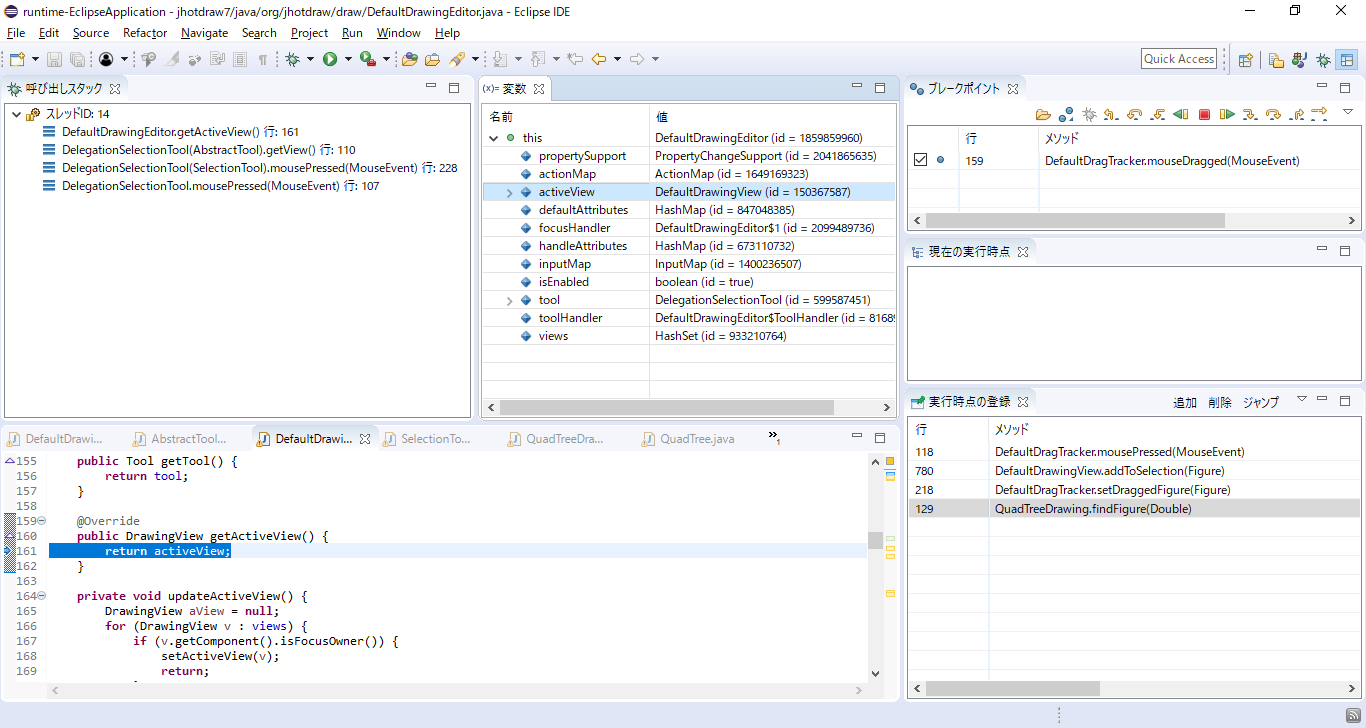 runtime-EclipseApplication - jhotdraw7/java/org/jhotdraw/draw/DefaultDrawingEditor.java - Eclipse IDE
File Edit Source Refactor Navigate Search Project Run Window Help
Quick Access
呼び出しスタック
スレッドID: 14
DefaultDrawingEditor.getActiveView() 行: 161
DelegationSelectionTool(AbstractTool).getView() 行: 110
DelegationSelectionTool(SelectionTool).mousePressed(MouseEvent) 行: 228
DelegationSelectionTool.mousePressed(MouseEvent) 行: 107
(x)= 変数
名前 値
this DefaultDrawingEditor (id = 1859859960)
propertySupport PropertyChangeSupport (id = 2041865635)
actionMap ActionMap (id = 1649169323)
activeView DefaultDrawingView (id = 150367587)
defaultAttributes HashMap (id = 847048385)
focusHandler DefaultDrawingEditor$1 (id = 2099489736)
handleAttributes HashMap (id = 673110732)
inputMap InputMap (id = 1400236507)
isEnabled boolean (id = true)
tool DelegationSelectionTool (id = 599587451)
toolHandler DefaultDrawingEditor$ToolHandler (id = 8168
views HashSet (id = 933210764)
ブレークポイント
行 メソッド
159 DefaultDragTracker.mouseDragged(MouseEvent)
現在の実行時点
実行時点の登録 追加 削除 ジャンプ
行 メソッド
118 DefaultDragTracker.mousePressed(MouseEvent)
780 DefaultDrawingView.addToSelection(Figure)
218 DefaultDragTracker.setDraggedFigure(Figure)
129 QuadTreeDrawing.findFigure(Double)
DefaultDrawi... AbstractTool... DefaultDrawi... SelectionTo... QuadTreeDra... QuadTree.java »1
155 public Tool getTool() {
156 return tool;
157 }
158
159 @Override
160 public DrawingView getActiveView() {
161 return activeView;
162 }
163
164 private void updateActiveView() {
165 DrawingView aView = null;
166 for (DrawingView v : views) {
167 if (v.getComponent().isFocusOwner()) {
168 setActiveView(v);
169 return;